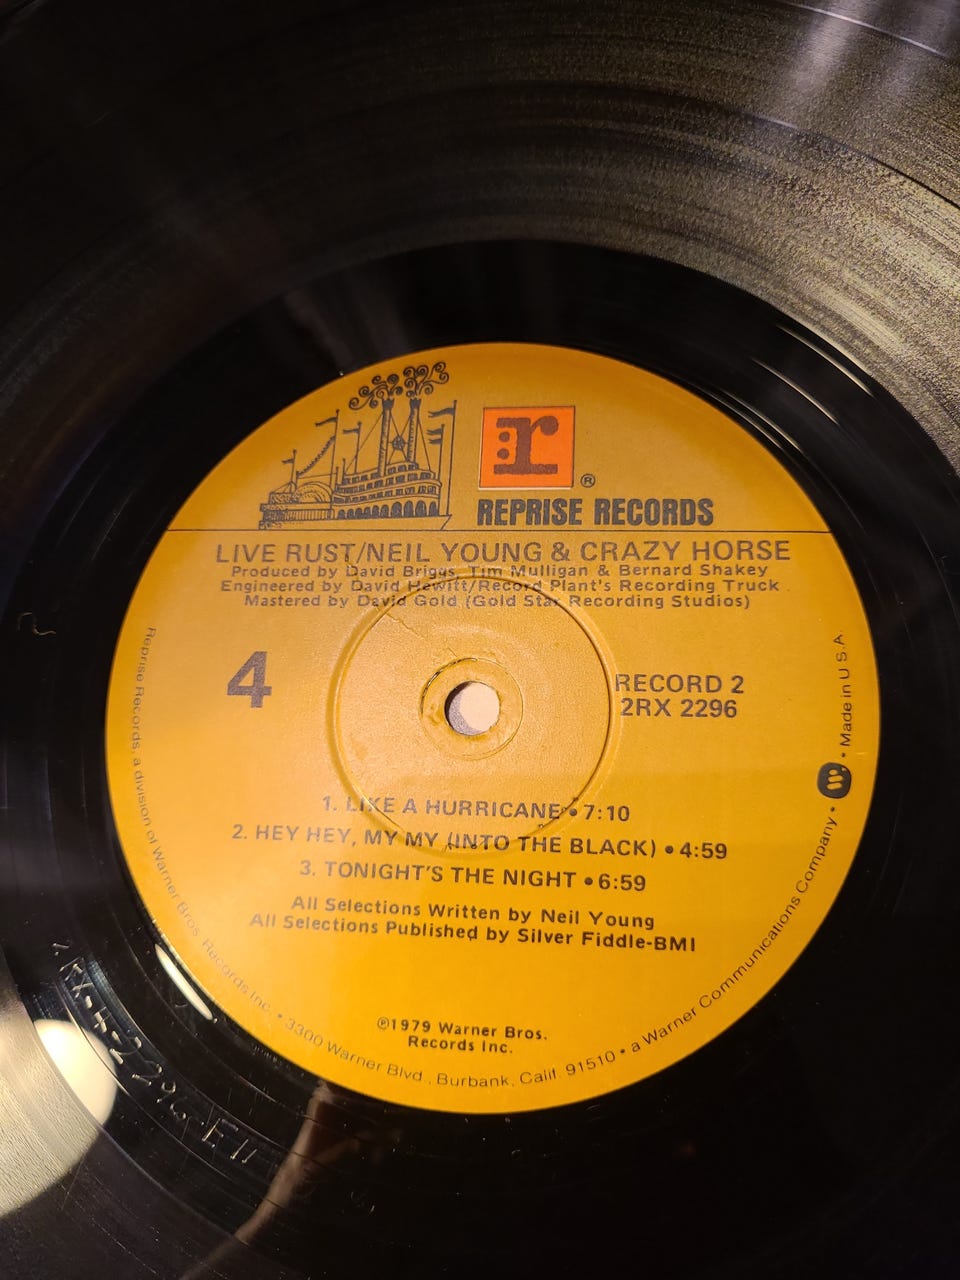 r
®
REPRISE RECORDS
LIVE RUST/NEIL YOUNG & CRAZY HORSE
Produced by David Briggs, Tim Mulligan & Bernard Shakey
Engineered by David Hewitt/Record Plant's Recording Truck
Mastered by David Gold (Gold Star Recording Studios)
4
RECORD 2
2RX 2296
1. LIKE A HURRICANE • 7:10
2. HEY HEY, MY MY (INTO THE BLACK) • 4:59
3. TONIGHT'S THE NIGHT • 6:59
All Selections Written by Neil Young
All Selections Published by Silver Fiddle-BMI
℗1979 Warner Bros.
Records Inc.
Reprise Records, a division of Warner Bros. Records Inc. • 3300 Warner Blvd., Burbank, Calif. 91510 • a Warner Communications Company • W • Made in U.S.A.